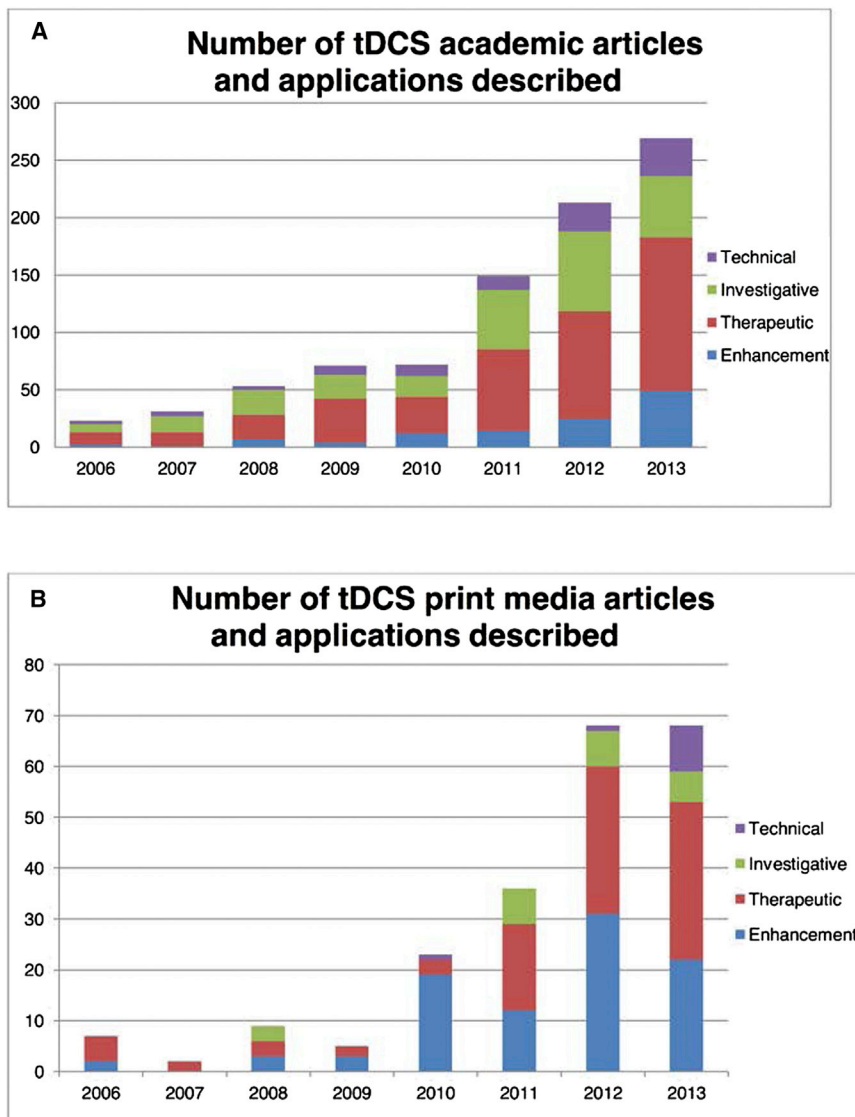 A
Number of tDCS academic articles
and applications described
300
250
200
150
100
50
0
2006 2007 2008 2009 2010 2011 2012 2013
Technical
Investigative
Therapeutic
Enhancement
B
Number of tDCS print media articles
and applications described
80
70
60
50
40
30
20
10
0
2006 2007 2008 2009 2010 2011 2012 2013
Technical
Investigative
Therapeutic
Enhancement